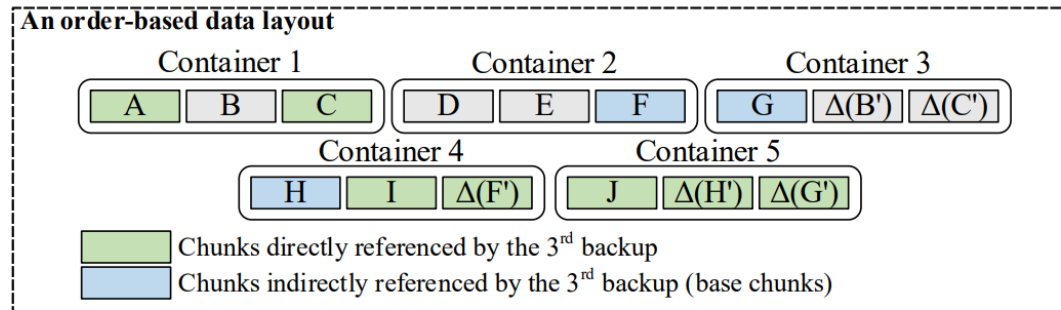 An order-based data layout
Container 1 Container 2 Container 3
A B C D E F G Δ(B') Δ(C')
Container 4 Container 5
H I Δ(F') J Δ(H') Δ(G')
Chunks directly referenced by the 3rd backup
Chunks indirectly referenced by the 3rd backup (base chunks)